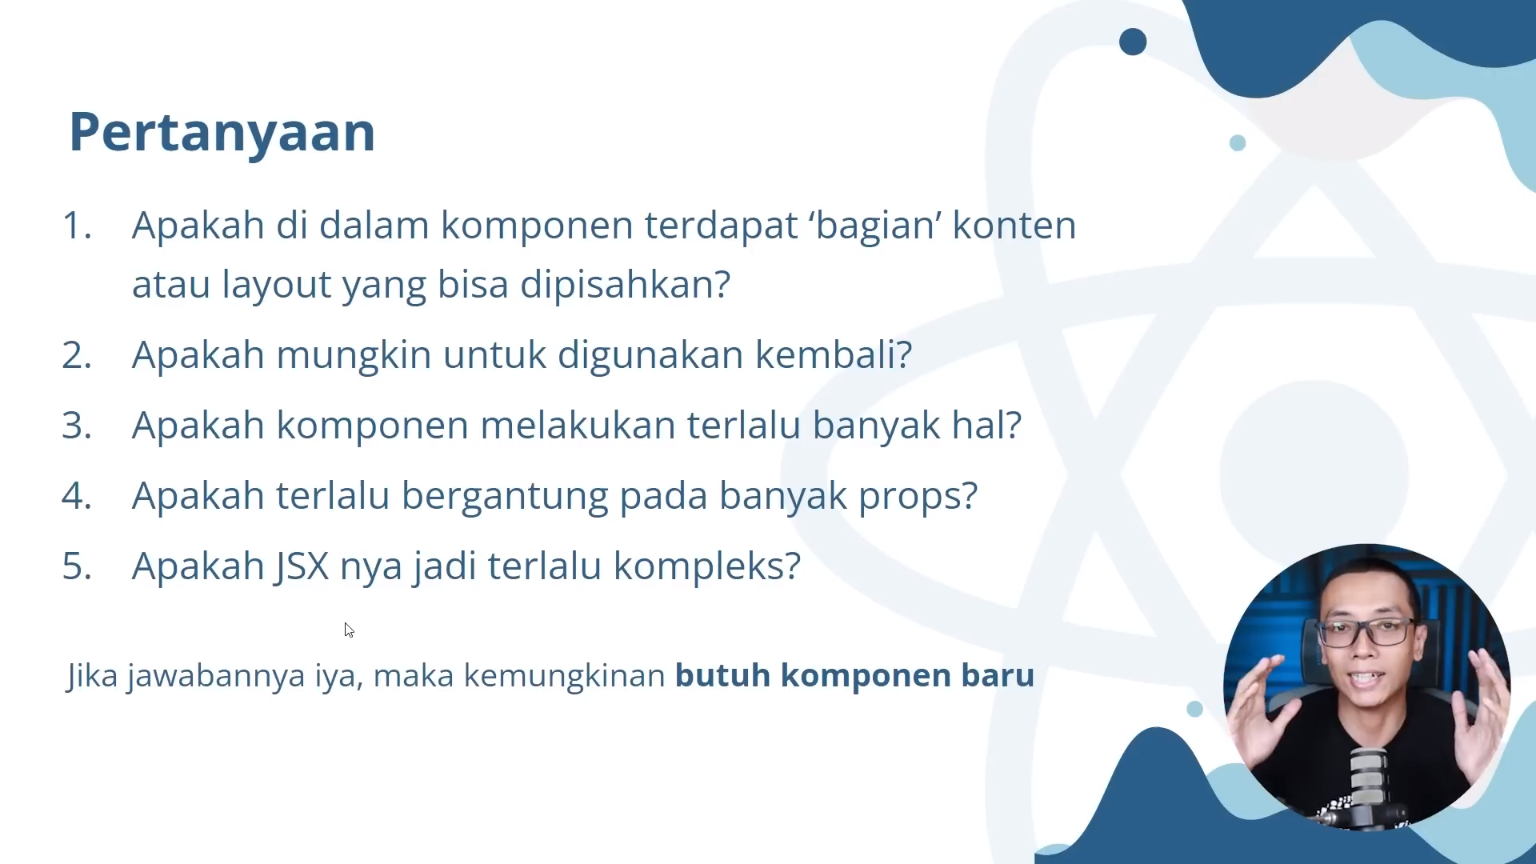 Pertanyaan
1. Apakah di dalam komponen terdapat ‘bagian’ konten
atau layout yang bisa dipisahkan?
2. Apakah mungkin untuk digunakan kembali?
3. Apakah komponen melakukan terlalu banyak hal?
4. Apakah terlalu bergantung pada banyak props?
5. Apakah JSX nya jadi terlalu kompleks?
Jika jawabannya iya, maka kemungkinan butuh komponen baru